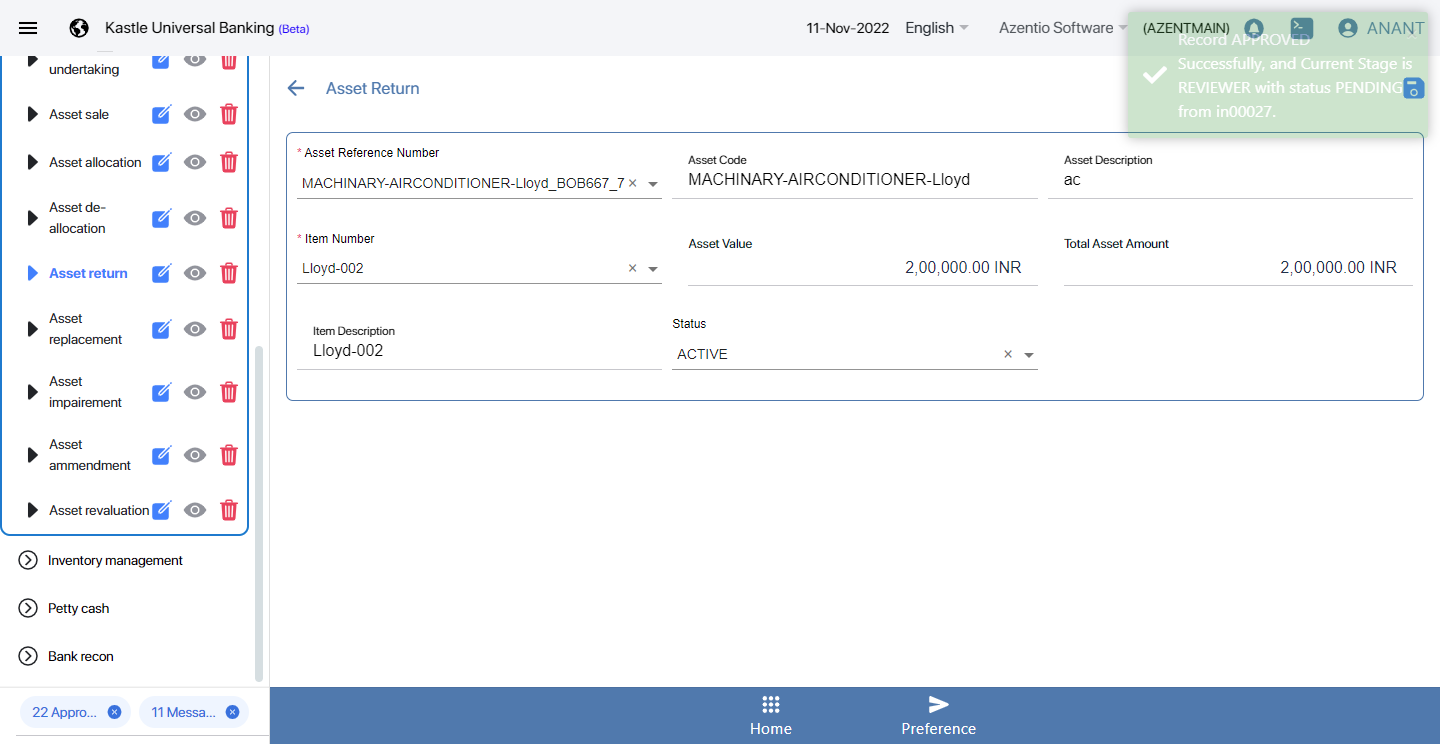 Kastle Universal Banking (Beta)
11-Nov-2022
English
Azentio Software
(AZENTMAIN)
ANANT
Record APPROVED
Successfully, and Current Stage is
REVIEWER with status PENDING
from in00027.
undertaking
Asset sale
Asset allocation
Asset de-
allocation
Asset return
Asset
replacement
Asset
impairement
Asset
ammendment
Asset revaluation
Inventory management
Petty cash
Bank recon
22 Appro...
11 Messa...
Asset Return
* Asset Reference Number
MACHINARY-AIRCONDITIONER-Lloyd_BOB667_7
Asset Code
MACHINARY-AIRCONDITIONER-Lloyd
Asset Description
ac
* Item Number
Lloyd-002
Asset Value
2,00,000.00 INR
Total Asset Amount
2,00,000.00 INR
Item Description
Lloyd-002
Status
ACTIVE
Home
Preference